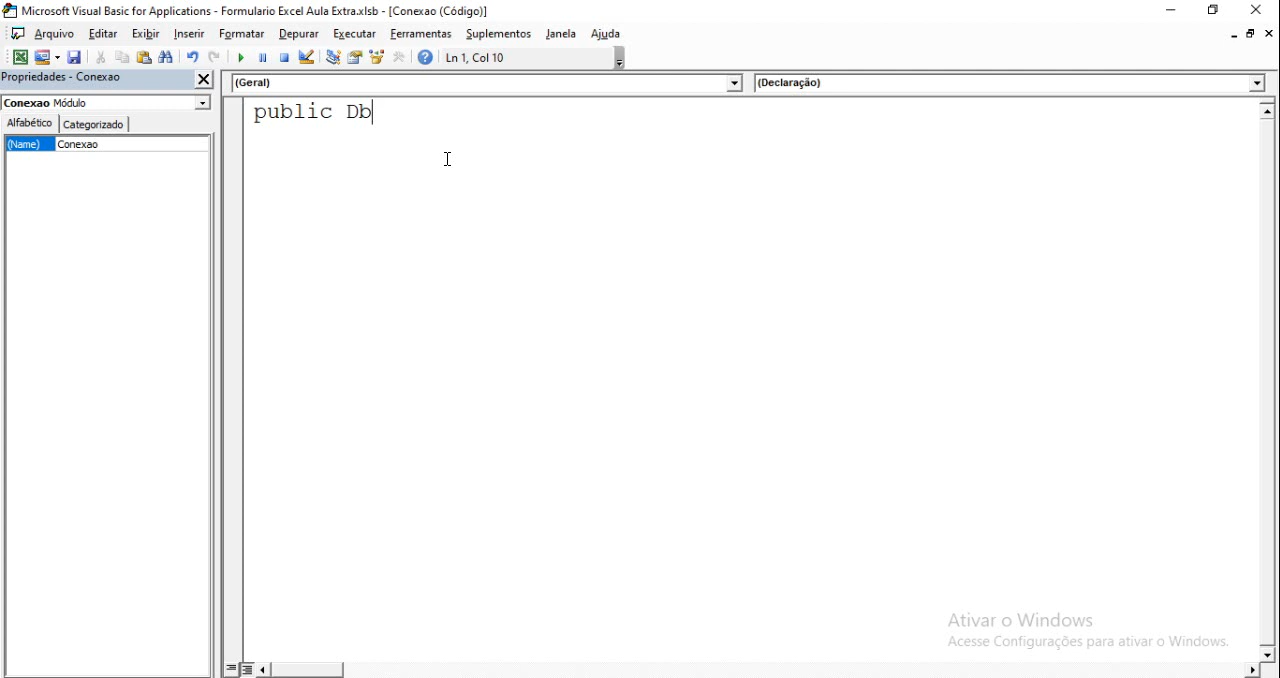 Microsoft Visual Basic for Applications - Formulario Excel Aula Extra.xlsb - [Conexao (Código)]
Arquivo Editar Exibir Inserir Formatar Depurar Executar Ferramentas Suplementos Janela Ajuda
Ln 1, Col 10
Propriedades - Conexao
(Geral) (Declaração)
Conexao Módulo
public Db
Alfabético Categorizado
(Name) Conexao
Ativar o Windows
Acesse Configurações para ativar o Windows.